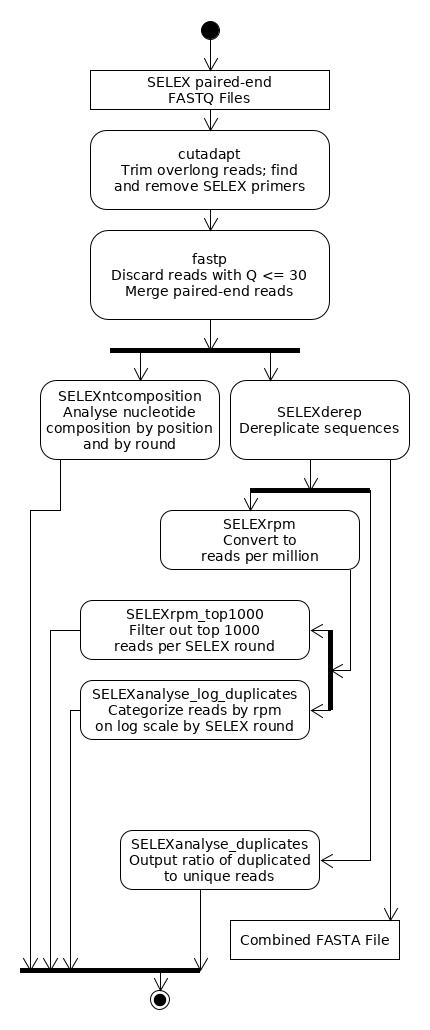 SELEX paired-end
FASTQ Files
cutadapt
Trim overlong reads; find
and remove SELEX primers
fastp
Discard reads with Q <= 30
Merge paired-end reads
SELEXntcomposition
Analyse nucleotide
composition by position
and by round
SELEXderep
Dereplicate sequences
SELEXrpm
Convert to
reads per million
SELEXrpm_top1000
Filter out top 1000
reads per SELEX round
SELEXanalyse_log_duplicates
Categorize reads by rpm
on log scale by SELEX round
SELEXanalyse_duplicates
Output ratio of duplicated
to unique reads
Combined FASTA File